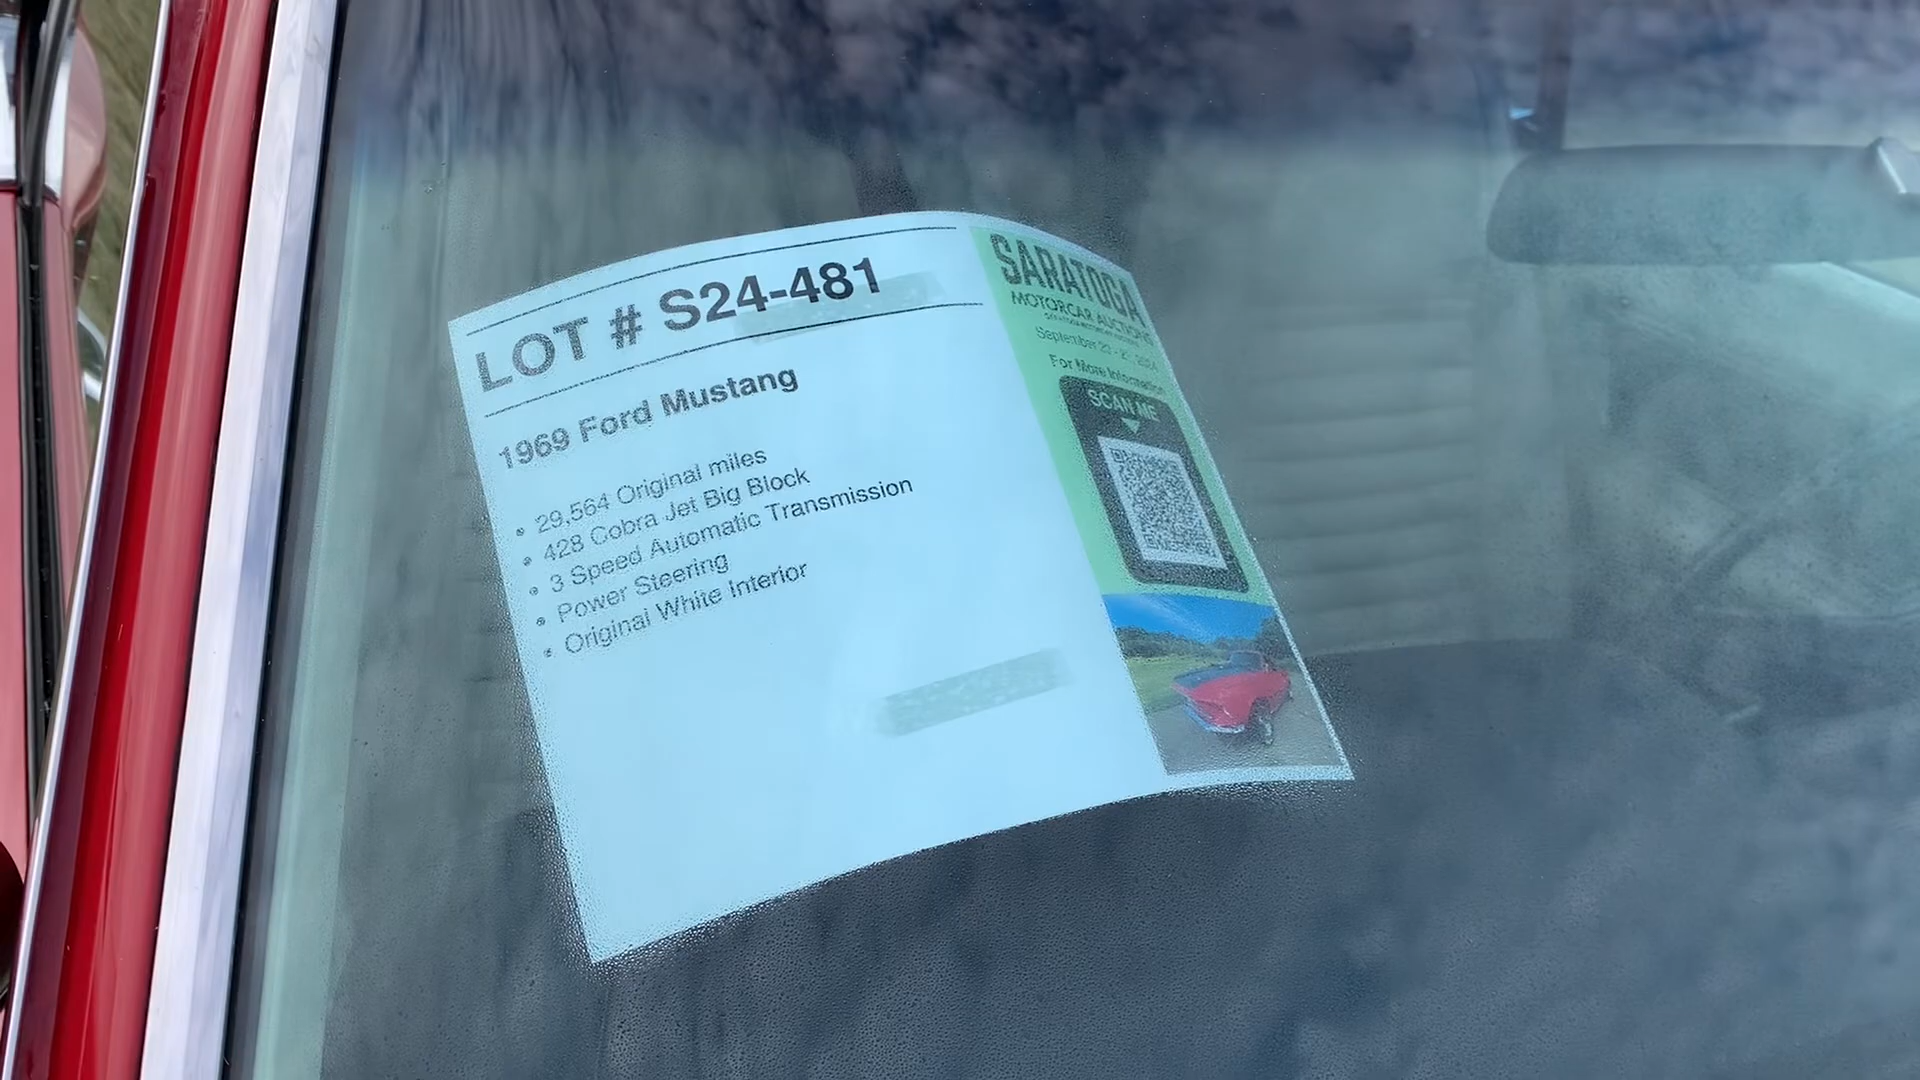 LOT # S24-481
1969 Ford Mustang
• 29,564 Original miles
• 428 Cobra Jet Big Block
• 3 Speed Automatic Transmission
• Power Steering
• Original White Interior
SARATOGA
MOTORCAR AUCTIONS
September
For More Information
SCAN ME